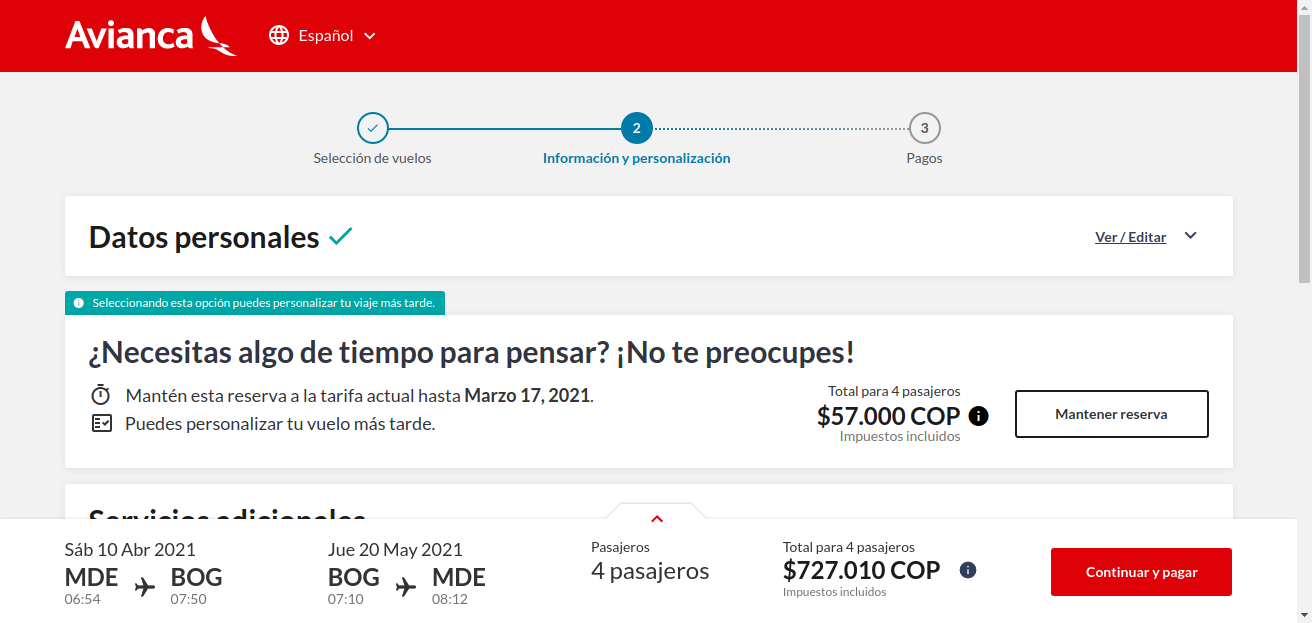 Avianca
Español
2
3
Selección de vuelos
Información y personalización
Pagos
Datos personales
Ver / Editar
Seleccionando esta opción puedes personalizar tu viaje más tarde.
¿Necesitas algo de tiempo para pensar? ¡No te preocupes!
Mantén esta reserva a la tarifa actual hasta Marzo 17, 2021.
Puedes personalizar tu vuelo más tarde.
Total para 4 pasajeros
$57.000 COP
Impuestos incluidos
Mantener reserva
Servicios adicionales
Sáb 10 Abr 2021
MDE BOG
06:54 07:50
Jue 20 May 2021
BOG MDE
07:10 08:12
Pasajeros
4 pasajeros
Total para 4 pasajeros
$727.010 COP
Impuestos incluidos
Continuar y pagar